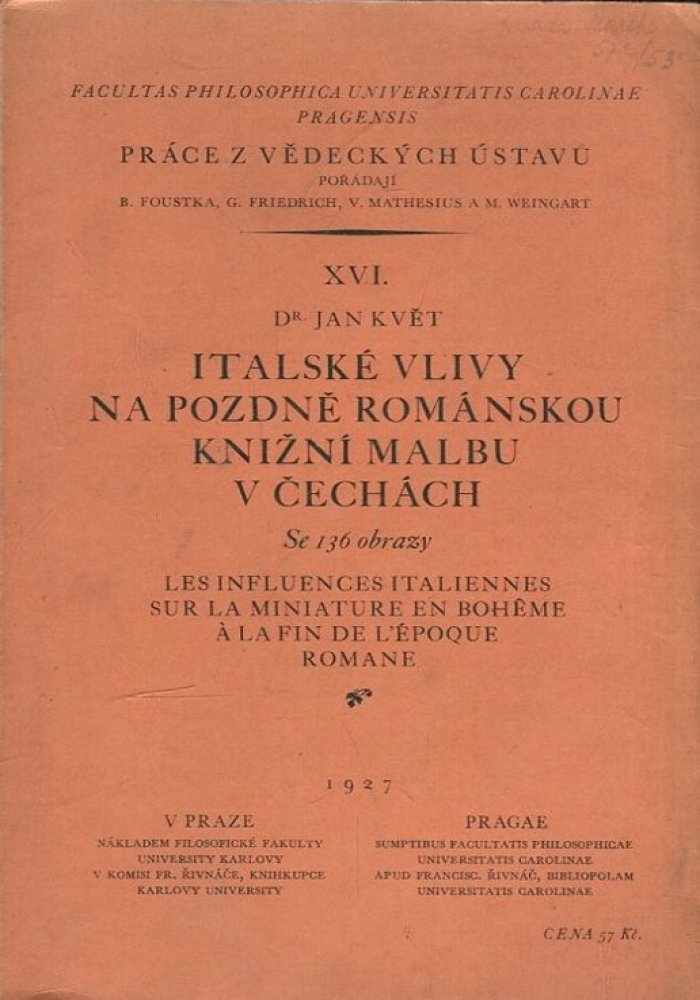 FACULTAS PHILOSOPHICA UNIVERSITATIS CAROLINAE
PRAGENSIS
PRÁCE Z VĚDECKÝCH ÚSTAVŮ
POŘÁDAJÍ
B. FOUSTKA, G. FRIEDRICH, V. MATHESIUS A M. WEINGART
XVI.
DR. JAN KVĚT
ITALSKÉ VLIVY
NA POZDNĚ ROMÁNSKOU
KNIŽNÍ MALBU
V ČECHÁCH
Se 136 obrazy
LES INFLUENCES ITALIENNES
SUR LA MINIATURE EN BOHÊME
À LA FIN DE L'ÉPOQUE
ROMANE
1927
V PRAZE
NÁKLADEM FILOSOFICKÉ FAKULTY
UNIVERSITY KARLOVY
V KOMISI FR. ŘIVNÁČE, KNIHKUPCE
KARLOVY UNIVERSITY
PRAGAE
SUMPTIBUS FACULTATIS PHILOSOPHICAE
UNIVERSITATIS CAROLINAE
APUD FRANCISC. ŘIVNÁČ, BIBLIOPOLAM
UNIVERSITATIS CAROLINAE
CENA 57 Kč.